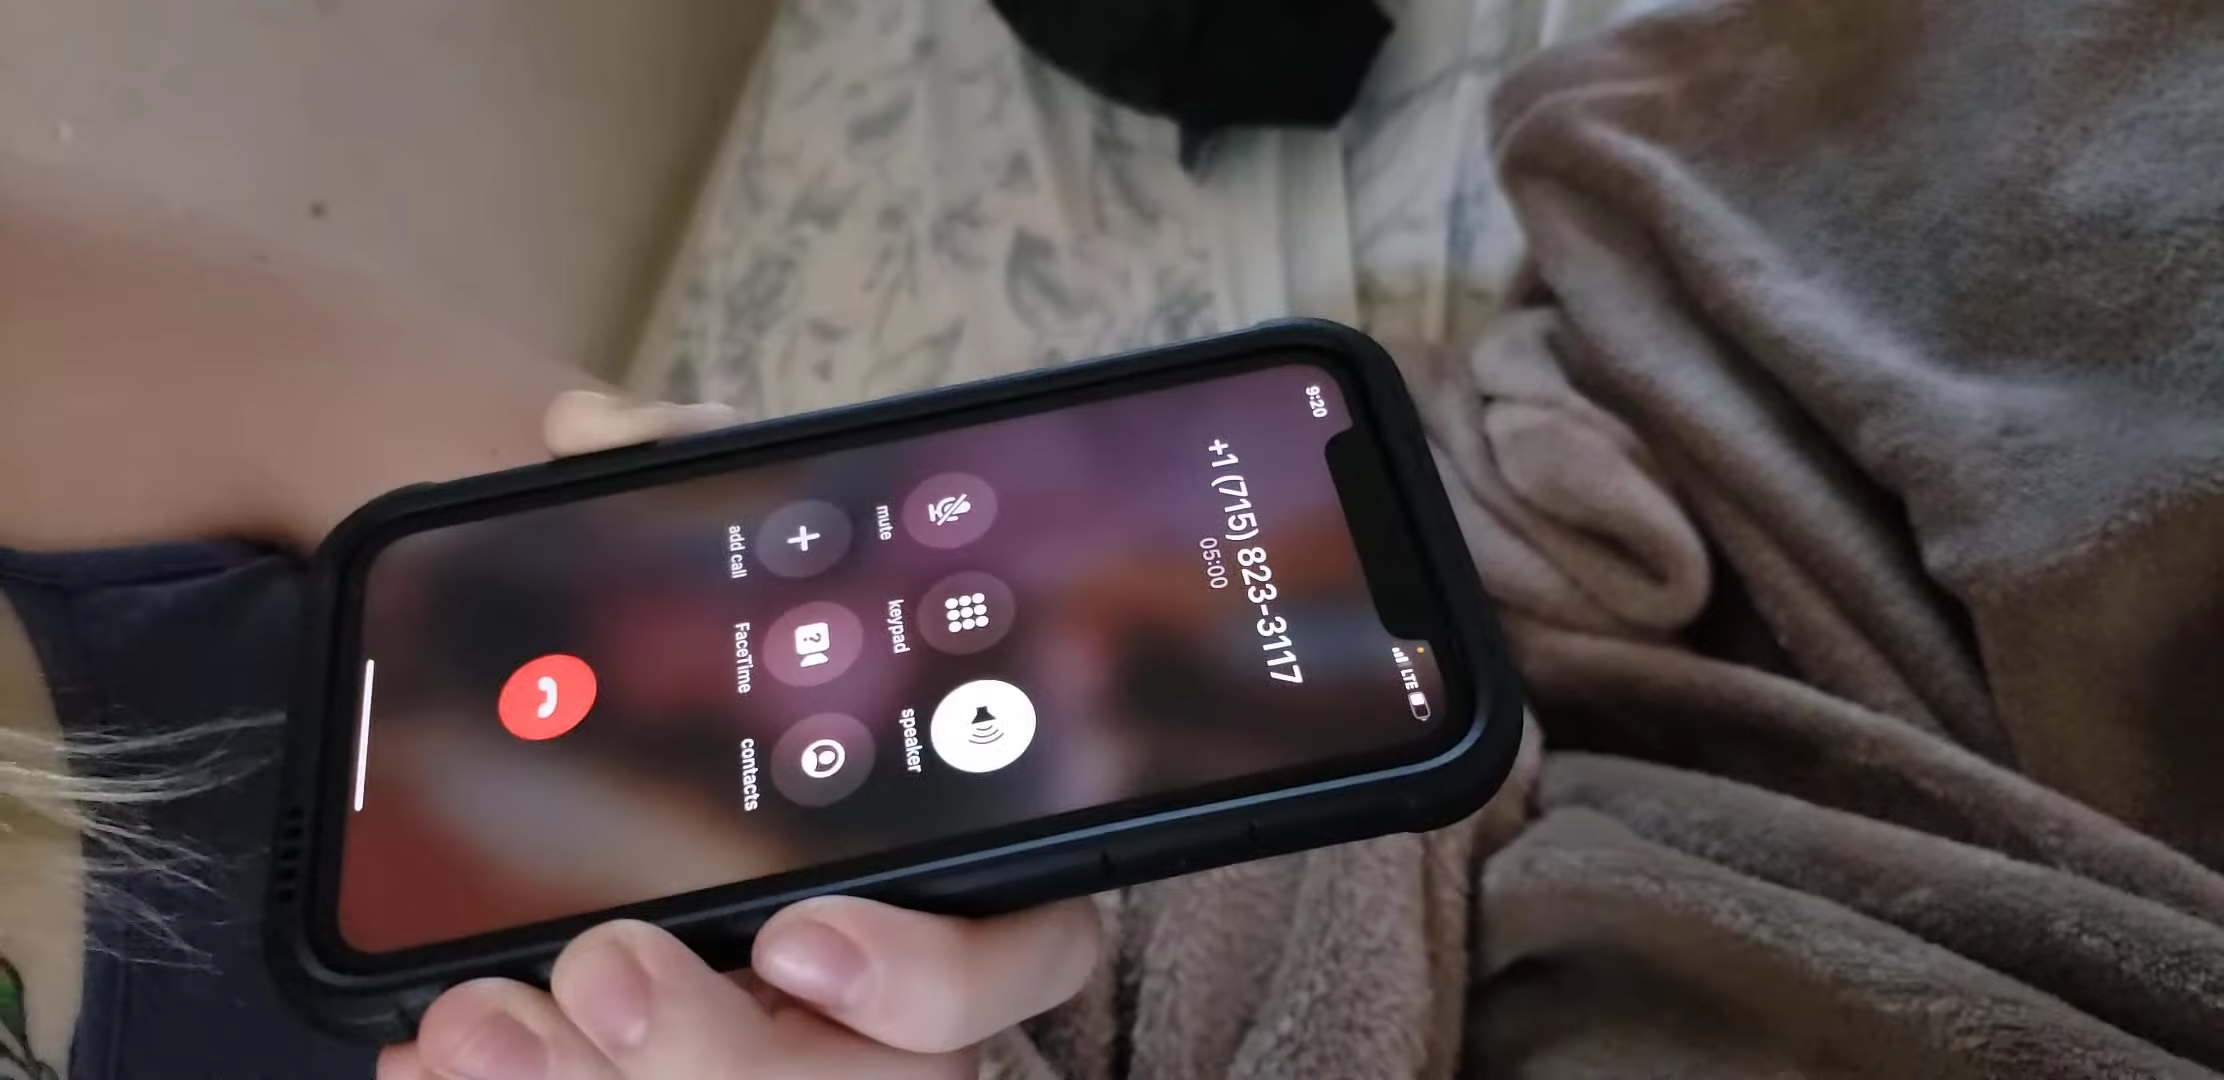 9:20
LTE
+1 (715) 823-3117
05:00
mute
keypad
speaker
add call
FaceTime
contacts